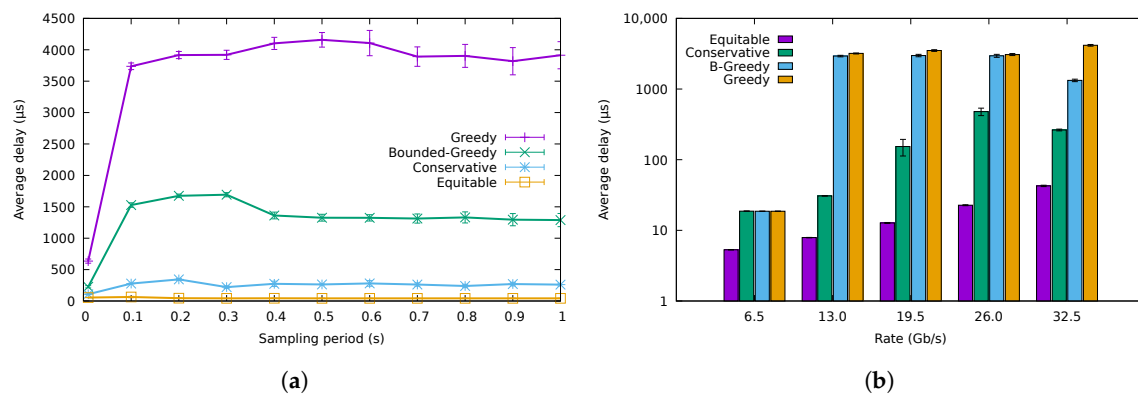 4500
4000
3500
3000
2500
2000
1500
1000
500
0
Average delay (µs)
0 0.1 0.2 0.3 0.4 0.5 0.6 0.7 0.8 0.9 1
Sampling period (s)
Greedy
Bounded-Greedy
Conservative
Equitable
(a)
10,000
1000
100
10
1
Average delay (µs)
Equitable
Conservative
B-Greedy
Greedy
6.5 13.0 19.5 26.0 32.5
Rate (Gb/s)
(b)